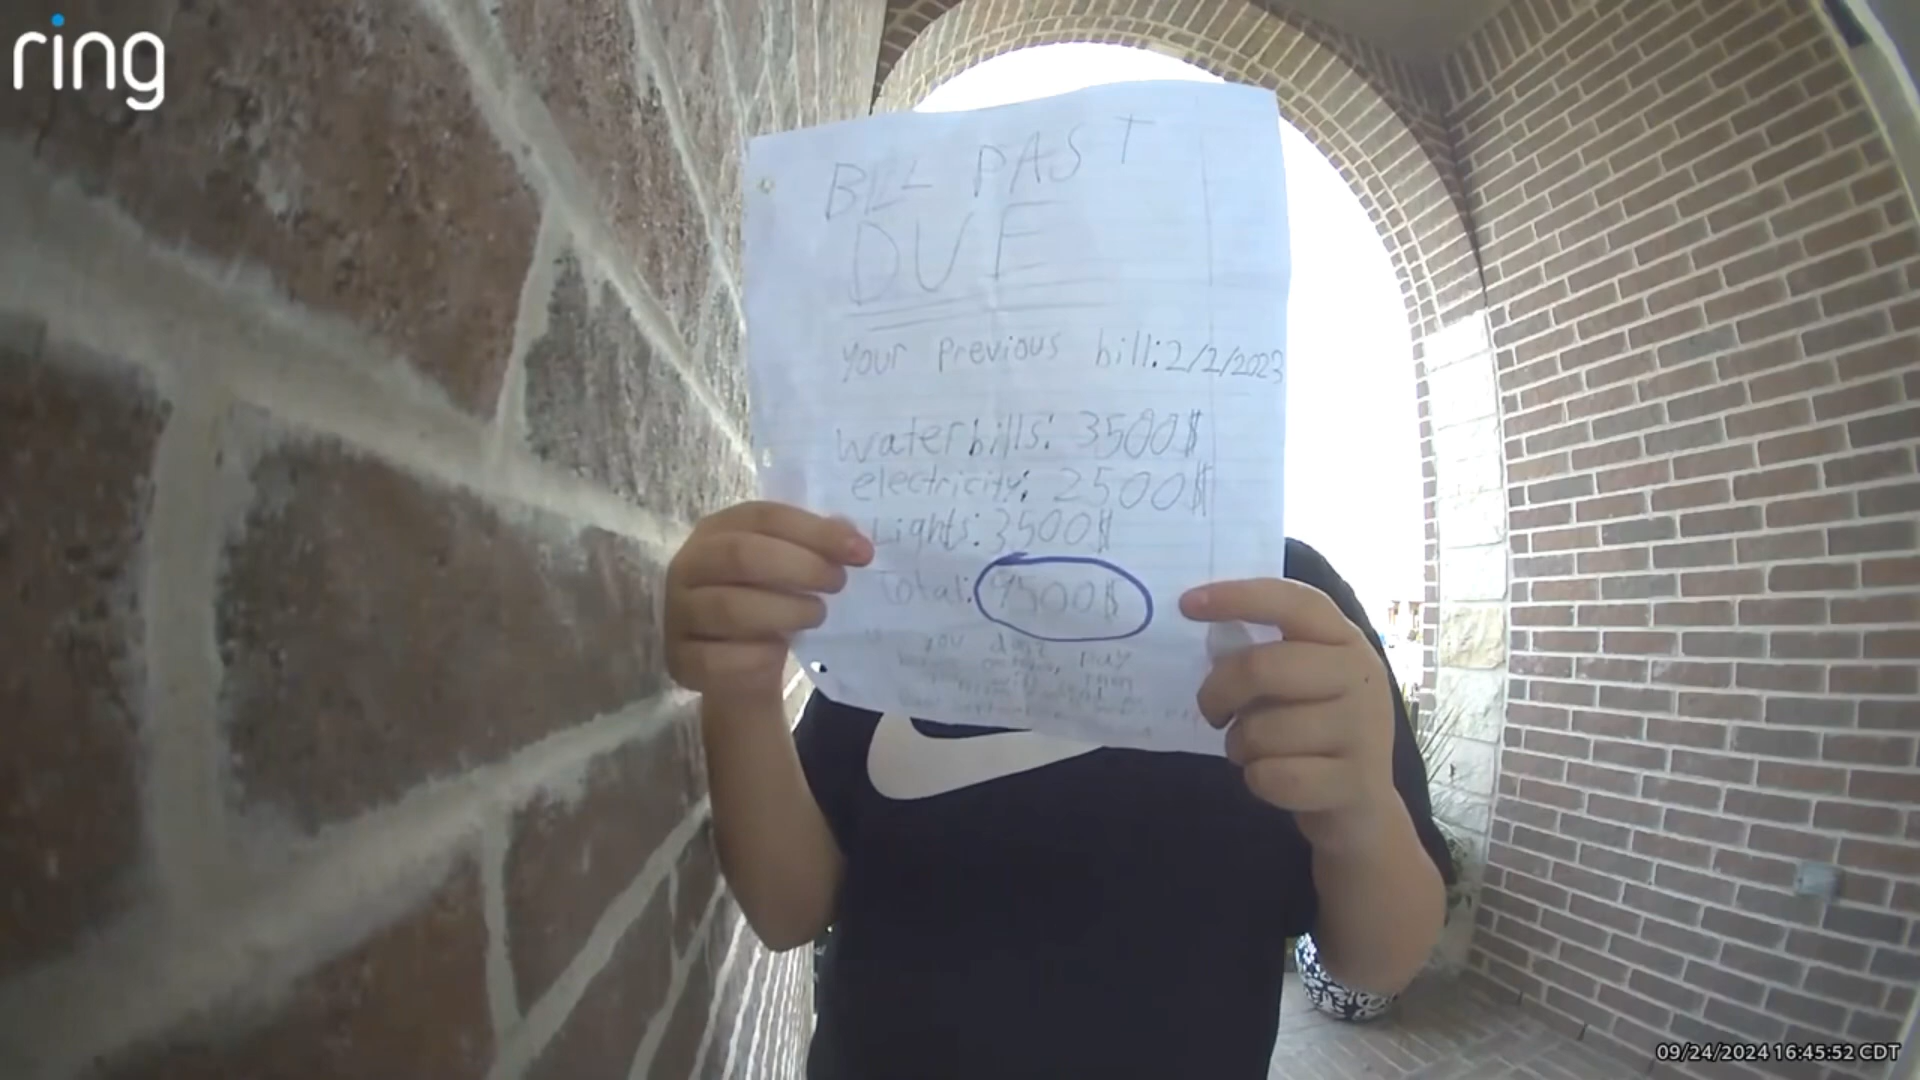 ring
BILL PAST
DUE
your previous bill:2/2/2023
waterbills: 3500$
electricity: 2500$
Lights: 3500$
Total: 9500$
you dont
pay
09/24/2024 16:45:52 CDT